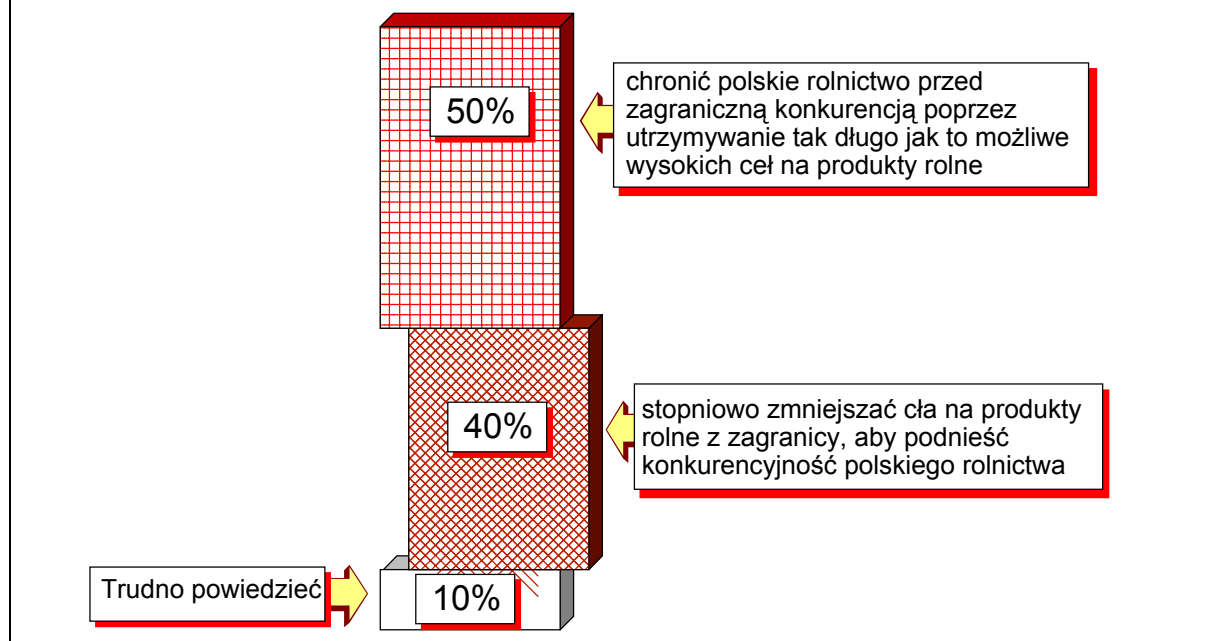 50%
chronić polskie rolnictwo przed
zagraniczną konkurencją poprzez
utrzymywanie tak długo jak to możliwe
wysokich ceł na produkty rolne
40%
stopniowo zmniejszać cła na produkty
rolne z zagranicy, aby podnieść
konkurencyjność polskiego rolnictwa
Trudno powiedzieć
10%